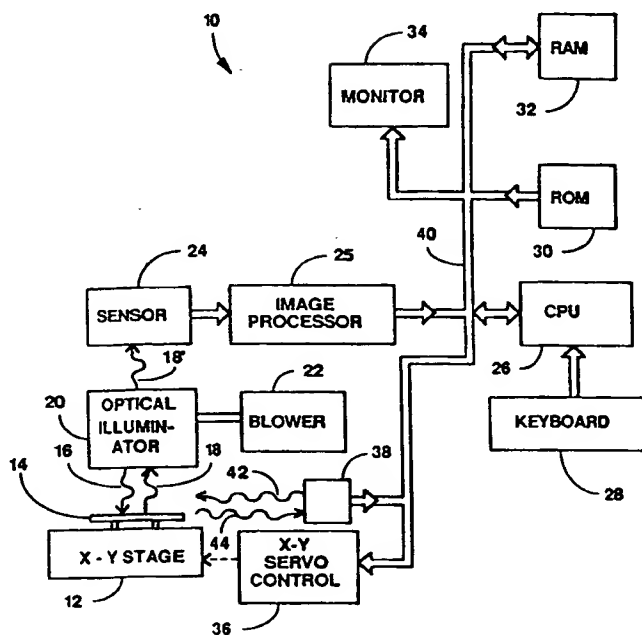 10
34
MONITOR
RAM
32
ROM
30
40
24
SENSOR
25
IMAGE
PROCESSOR
CPU
26
18'
20
OPTICAL
ILLUMIN-
ATOR
22
BLOWER
KEYBOARD
28
16
18
14
42
38
44
X - Y STAGE
12
X-Y
SERVO
CONTROL
36